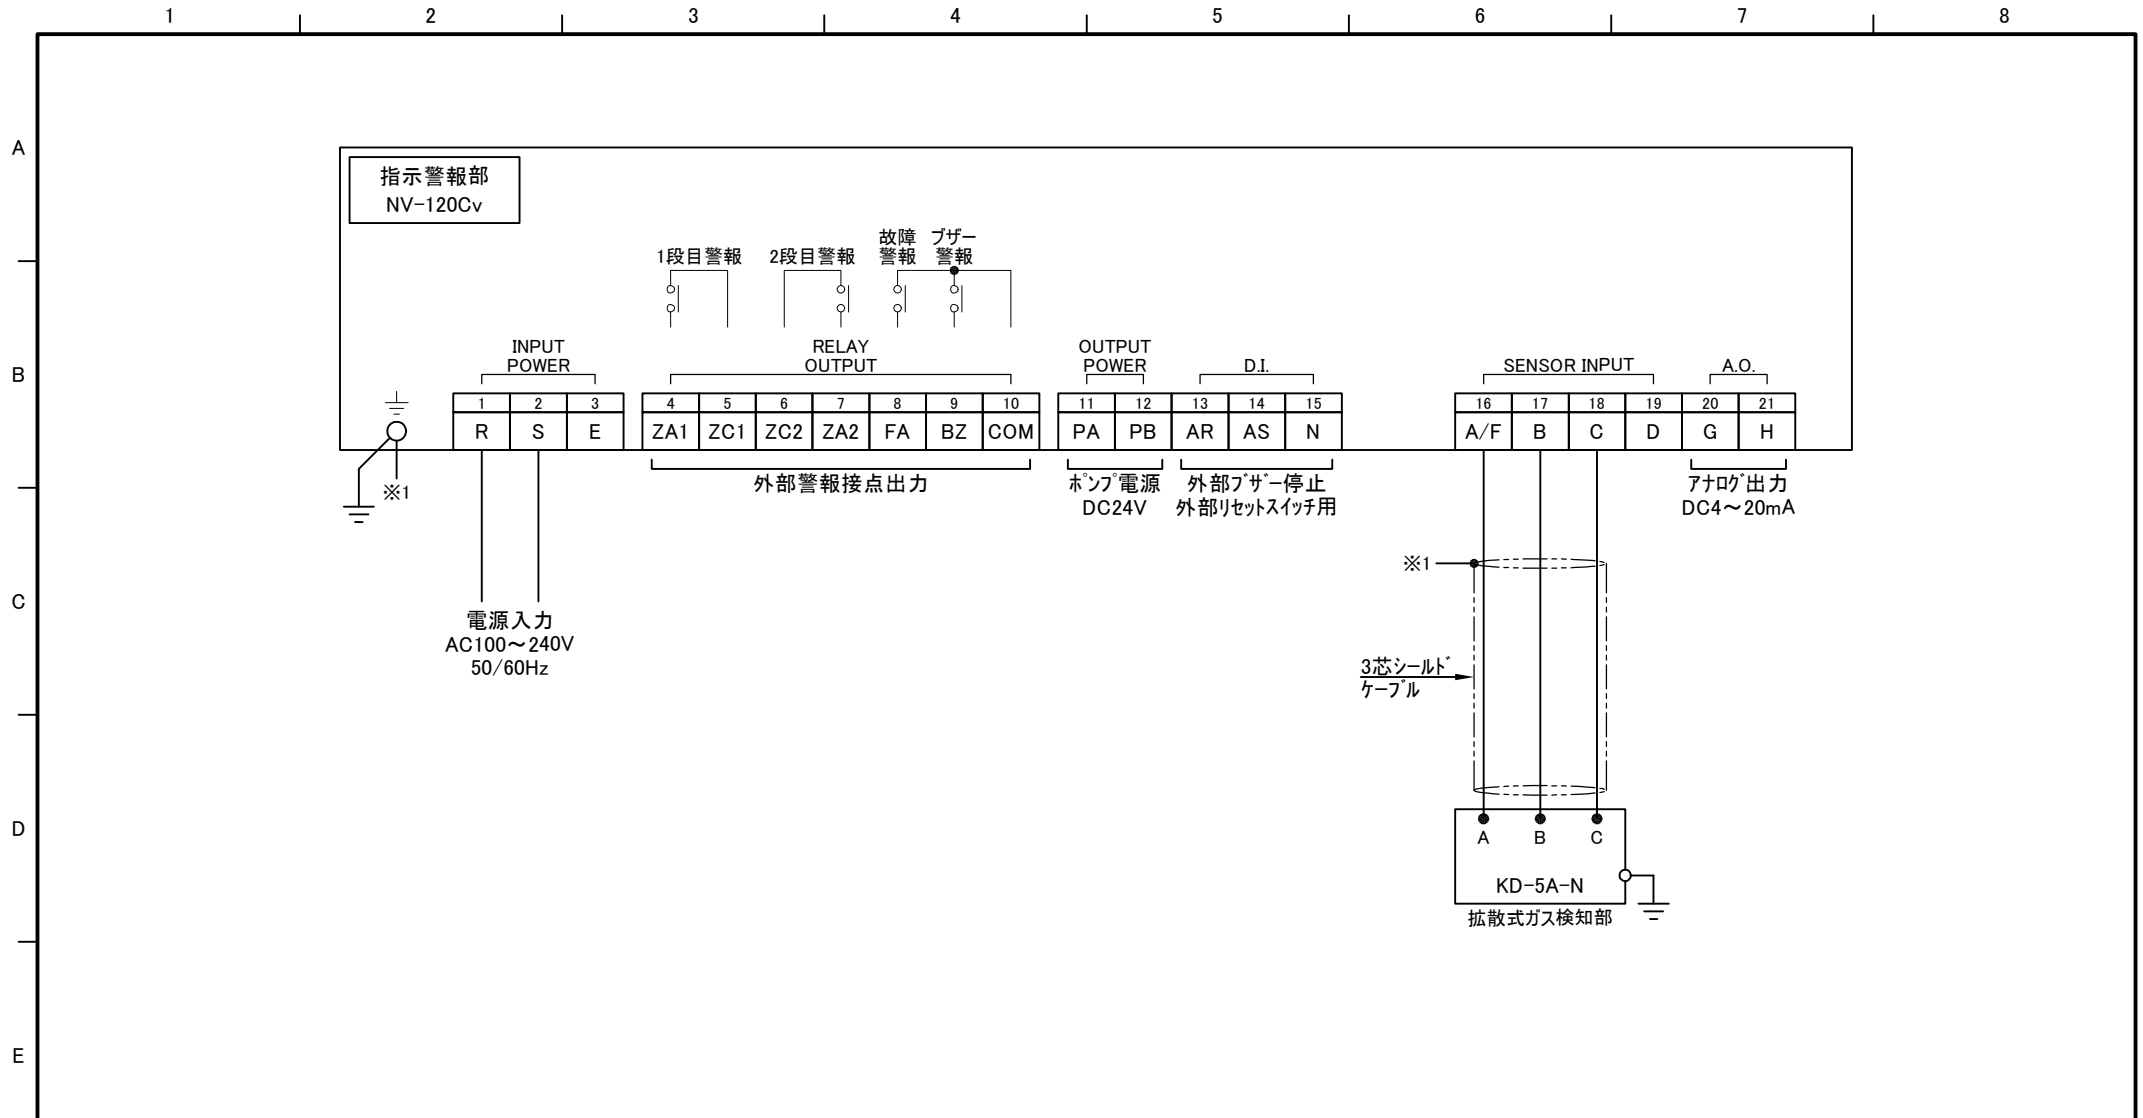 1 2 3 4 5 6 7 8
A
指示警報部
NV-120Cv
1段目警報 2段目警報 故障 ブザー
警報 警報
INPUT
POWER
RELAY
OUTPUT
OUTPUT
POWER
D.I.
SENSOR INPUT
A.O.
B
1 2 3 4 5 6 7 8 9 10 11 12 13 14 15 16 17 18 19 20 21
R S E ZA1 ZC1 ZC2 ZA2 FA BZ COM PA PB AR AS N A/F B C D G H
※1
外部警報接点出力
ポンプ電源
DC24V
外部ブザー停止
外部リセットスイッチ用
アナログ出力
DC4～20mA
※1
C
電源入力
AC100～240V
50/60Hz
3芯シールド
ケーブル
D
A B C
KD-5A-N
拡散式ガス検知部
E